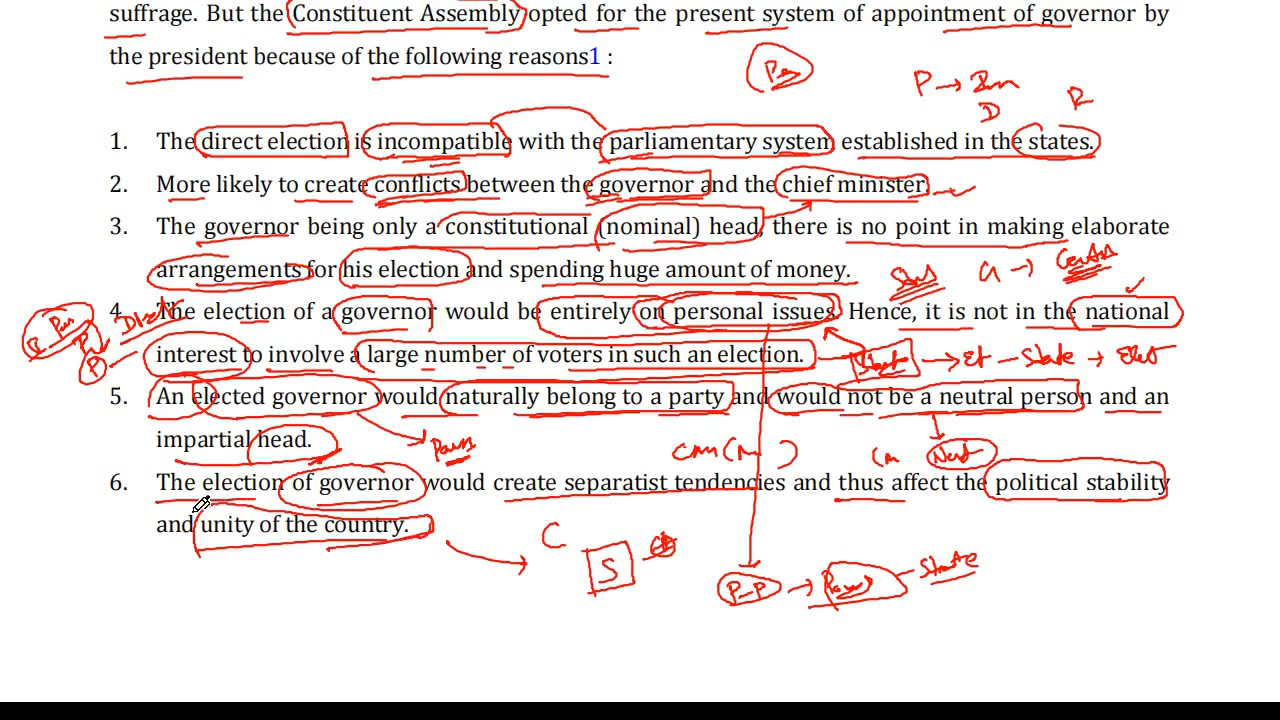 suffrage. But the Constituent Assembly opted for the present system of appointment of governor by
the president because of the following reasons1 :
P →
D R
1. The direct election is incompatible with the parliamentary system established in the states.
2. More likely to create conflicts between the governor and the chief minister.
3. The governor being only a constitutional (nominal) head, there is no point in making elaborate
arrangements for his election and spending huge amount of money.
4. The election of a governor would be entirely on personal issues. Hence, it is not in the national
interest to involve a large number of voters in such an election.
P
State
5. An elected governor would naturally belong to a party and would not be a neutral person and an
impartial head.
6. The election of governor would create separatist tendencies and thus affect the political stability
and unity of the country.
C
S
P-P
State